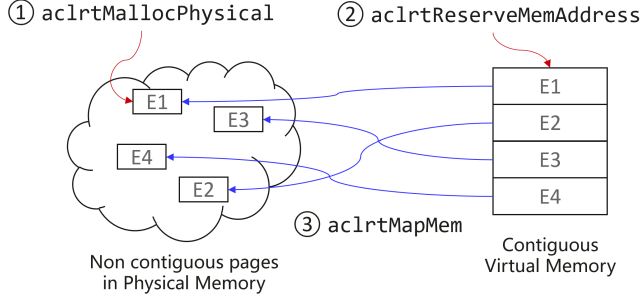 ① aclrtMallocPhysical
② aclrtReserveMemAddress
E1
E3
E4
E2
E1
E2
E3
E4
③ aclrtMapMem
Non contiguous pages
in Physical Memory
Contiguous
Virtual Memory